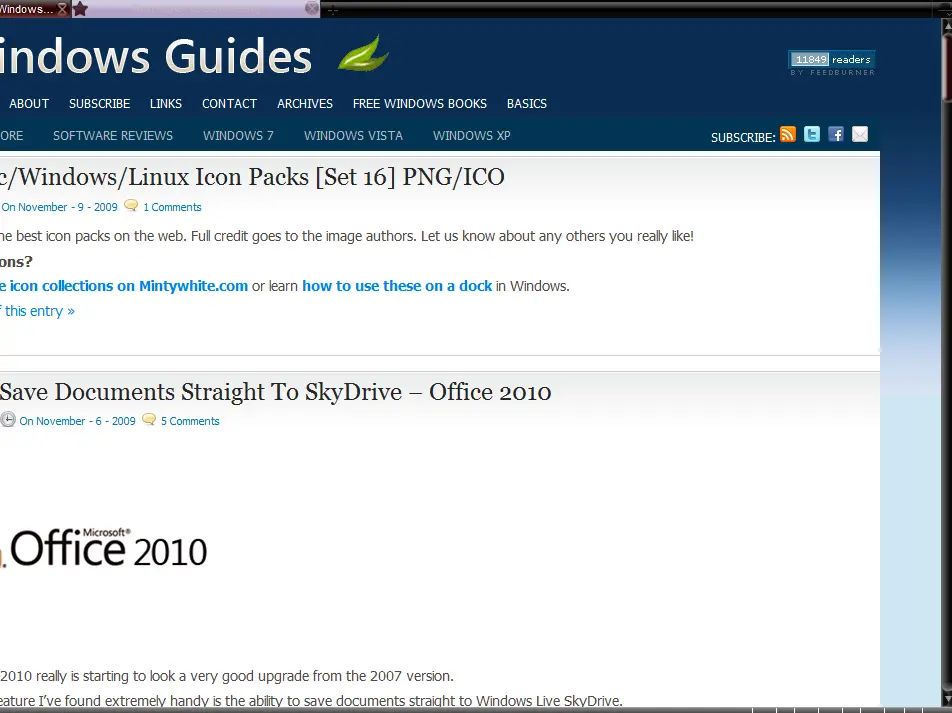 Windows...
indows Guides
11849 readers
BY FEEDBURNER
ABOUT SUBSCRIBE LINKS CONTACT ARCHIVES FREE WINDOWS BOOKS BASICS
ORE SOFTWARE REVIEWS WINDOWS 7 WINDOWS VISTA WINDOWS XP
SUBSCRIBE:
c/Windows/Linux Icon Packs [Set 16] PNG/ICO
On November - 9 - 2009 1 Comments
he best icon packs on the web. Full credit goes to the image authors. Let us know about any others you really like!
ons?
e icon collections on Mintywhite.com or learn how to use these on a dock in Windows.
f this entry »
Save Documents Straight To SkyDrive – Office 2010
On November - 6 - 2009 5 Comments
Microsoft®
Office 2010
2010 really is starting to look a very good upgrade from the 2007 version.
eature I've found extremely handy is the ability to save documents straight to Windows Live SkyDrive.